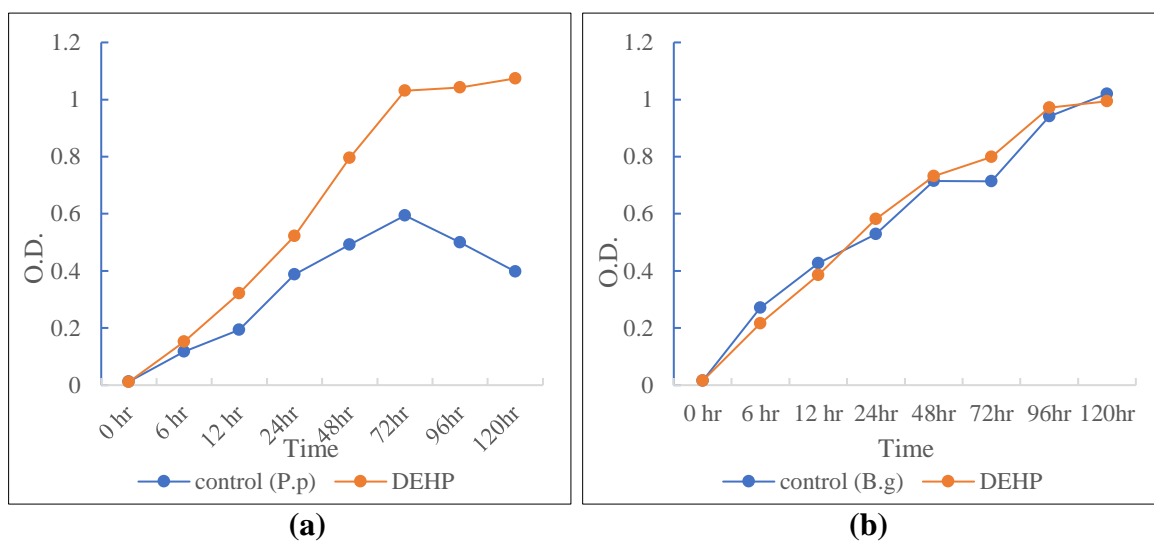 1.2
1
0.8
0.6
0.4
0.2
0
O.D.
0 hr 6 hr 12 hr 24hr 48hr 72hr 96hr 120hr
Time
control (P.p) DEHP
(a)
1.2
1
0.8
0.6
0.4
0.2
0
O.D.
0 hr 6 hr 12 hr 24hr 48hr 72hr 96hr 120hr
Time
control (B.g) DEHP
(b)